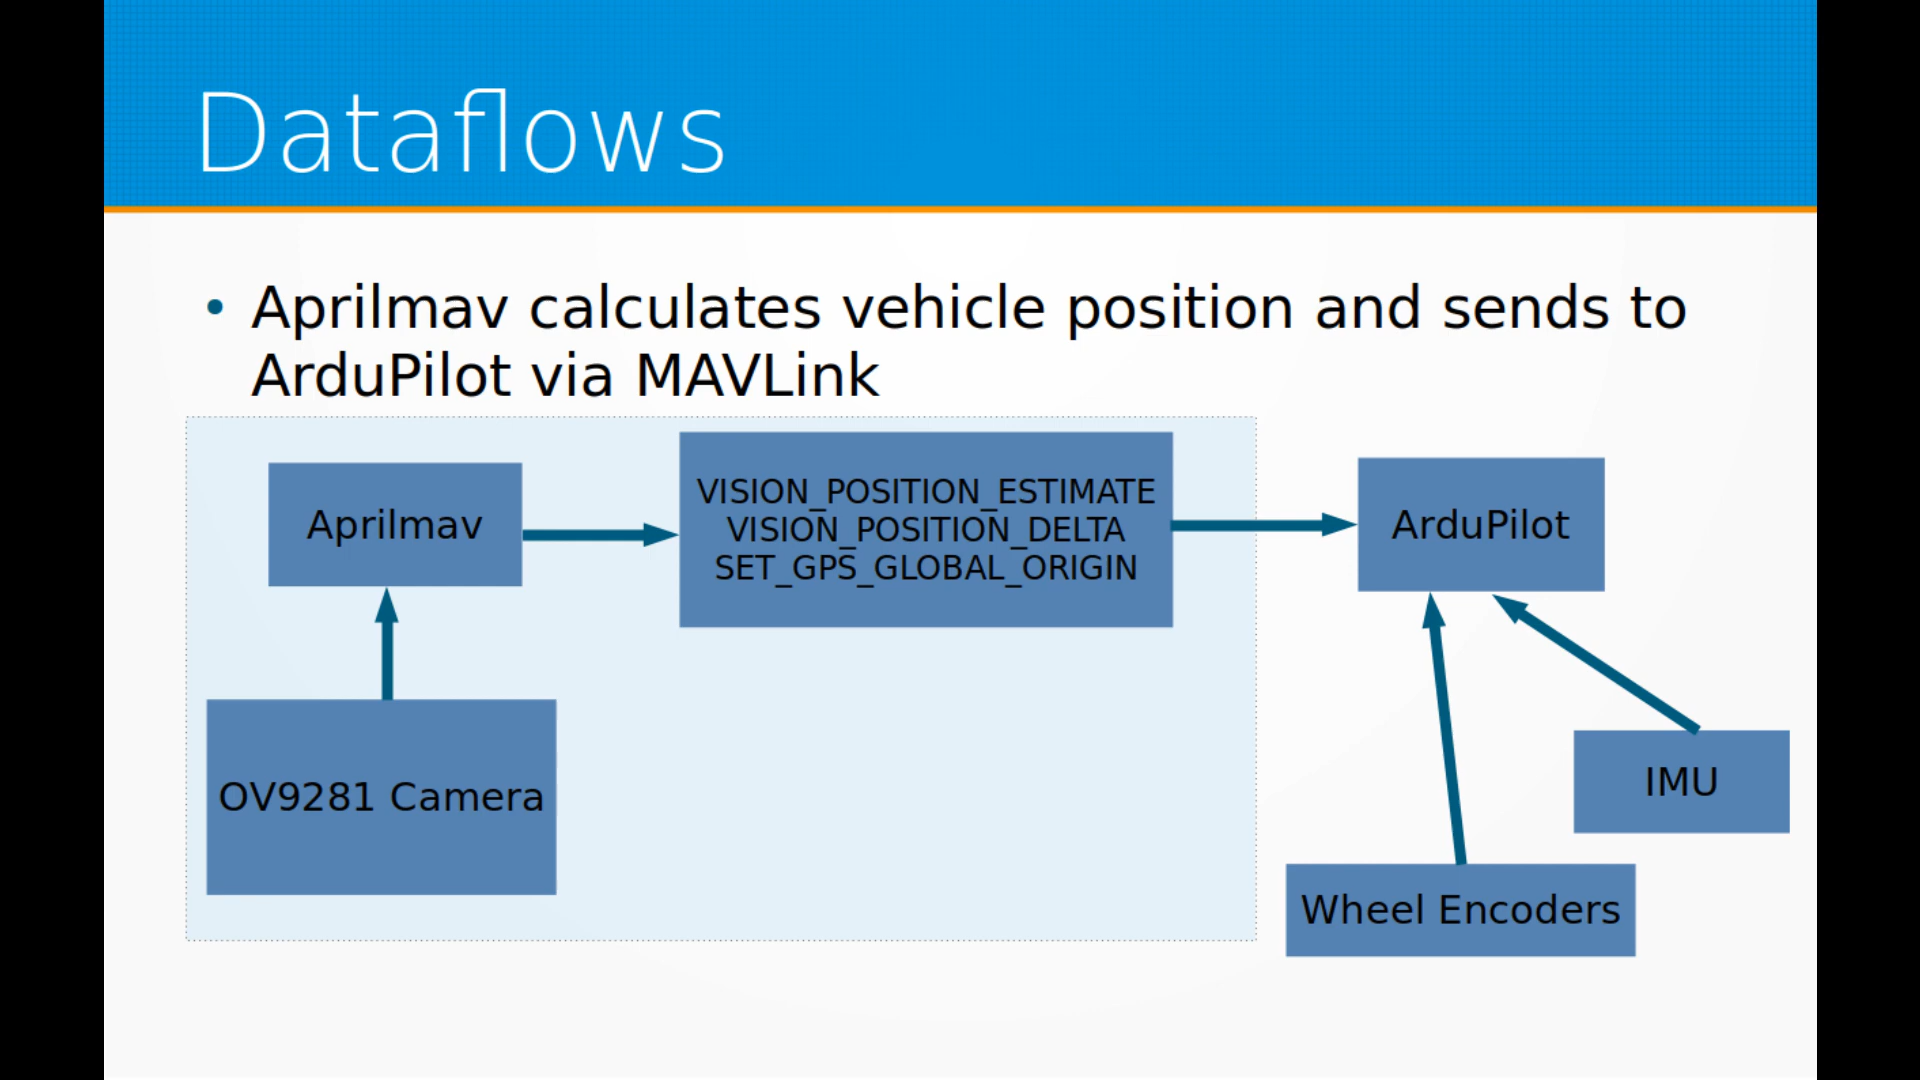 Dataflows
• Aprilmav calculates vehicle position and sends to
ArduPilot via MAVLink
Aprilmav
VISION_POSITION_ESTIMATE
VISION_POSITION_DELTA
SET_GPS_GLOBAL_ORIGIN
ArduPilot
OV9281 Camera
IMU
Wheel Encoders